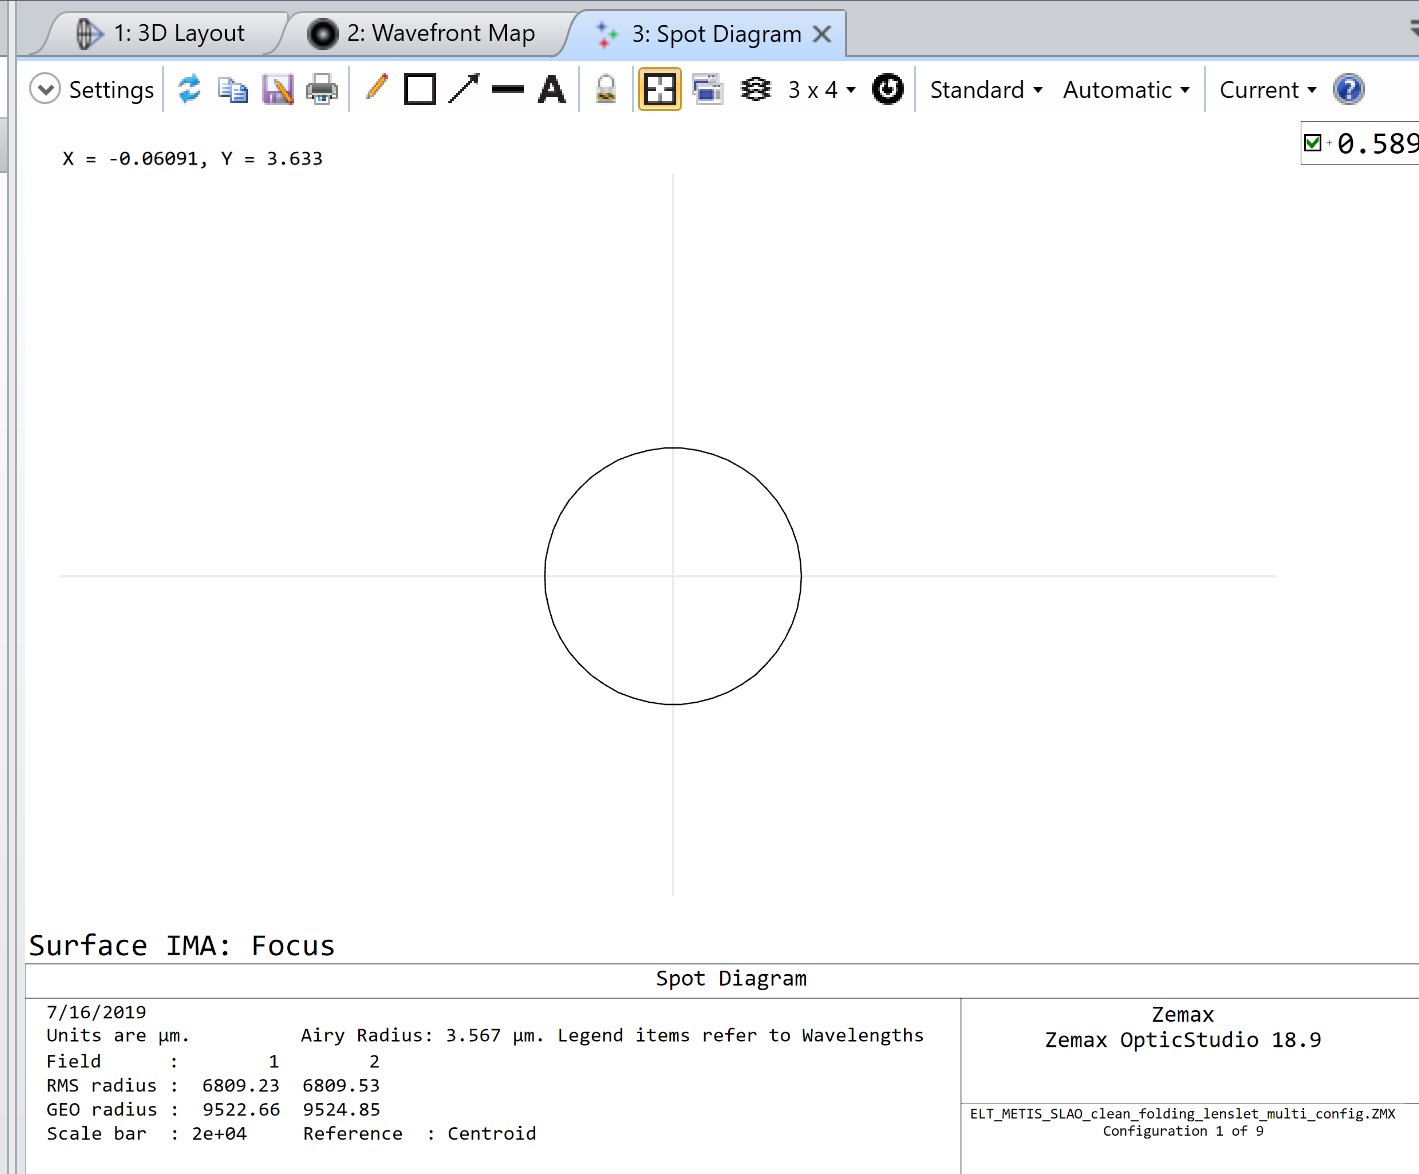 1: 3D Layout 2: Wavefront Map 3: Spot Diagram
Settings A 3 x 4 Standard Automatic Current ?
X = -0.06091, Y = 3.633
0.589
Surface IMA: Focus
Spot Diagram
7/16/2019
Units are µm. Airy Radius: 3.567 µm. Legend items refer to Wavelengths
Field : 1 2
RMS radius : 6809.23 6809.53
GEO radius : 9522.66 9524.85
Scale bar : 2e+04 Reference : Centroid
Zemax
Zemax OpticStudio 18.9
ELT_METIS_SLAO_clean_folding_lenslet_multi_config.ZMX
Configuration 1 of 9